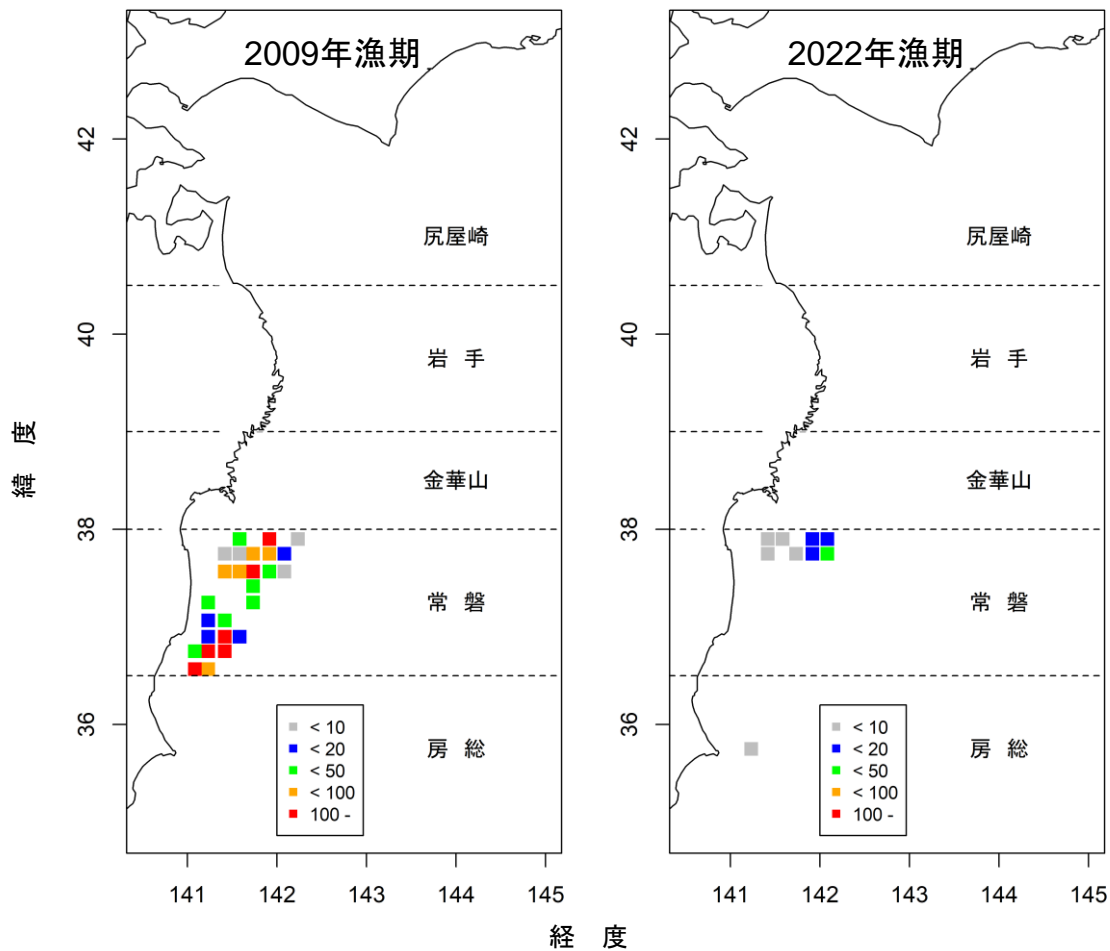 2009年漁期
2022年漁期
尻屋崎
岩 手
金華山
常 磐
房 総
< 10
< 20
< 50
< 100
100 -
尻屋崎
岩 手
金華山
常 磐
房 総
< 10
< 20
< 50
< 100
100 -
42
40
38
36
42
40
38
36
141
142
143
144
145
141
142
143
144
145
緯 度
経 度